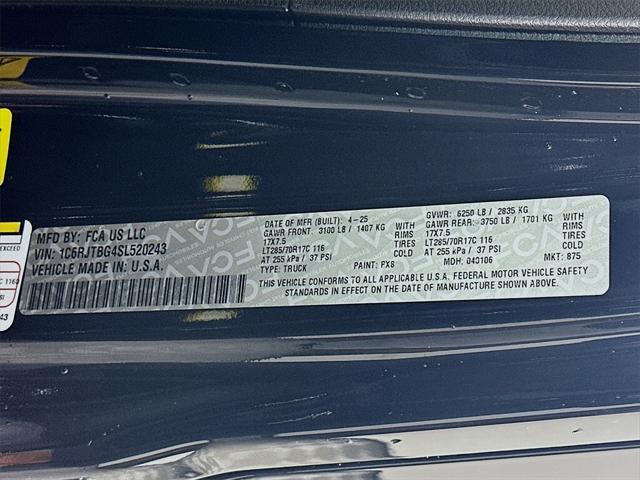 MFD BY: FCA US LLC
VIN: 1C6RJTBG4SL520243
VEHICLE MADE IN: U.S.A.
DATE OF MFR (BUILT): 4-25 GVWR: 6250 LB / 2835 KG
GAWR FRONT: 3100 LB / 1407 KG WITH GAWR REAR: 3750 LB / 1701 KG WITH
17X7.5 RIMS 17X7.5 RIMS
LT285/70R17C 116 TIRES LT285/70R17C 116 TIRES
AT 255 kPa / 37 PSI COLD AT 255 kPa / 37 PSI COLD
TYPE: TRUCK PAINT: PX8 MDH: 043106 MKT: 875
THIS VEHICLE CONFORMS TO ALL APPLICABLE FEDERAL MOTOR VEHICLE SAFETY
STANDARDS IN EFFECT ON THE DATE OF MANUFACTURE SHOWN ABOVE.